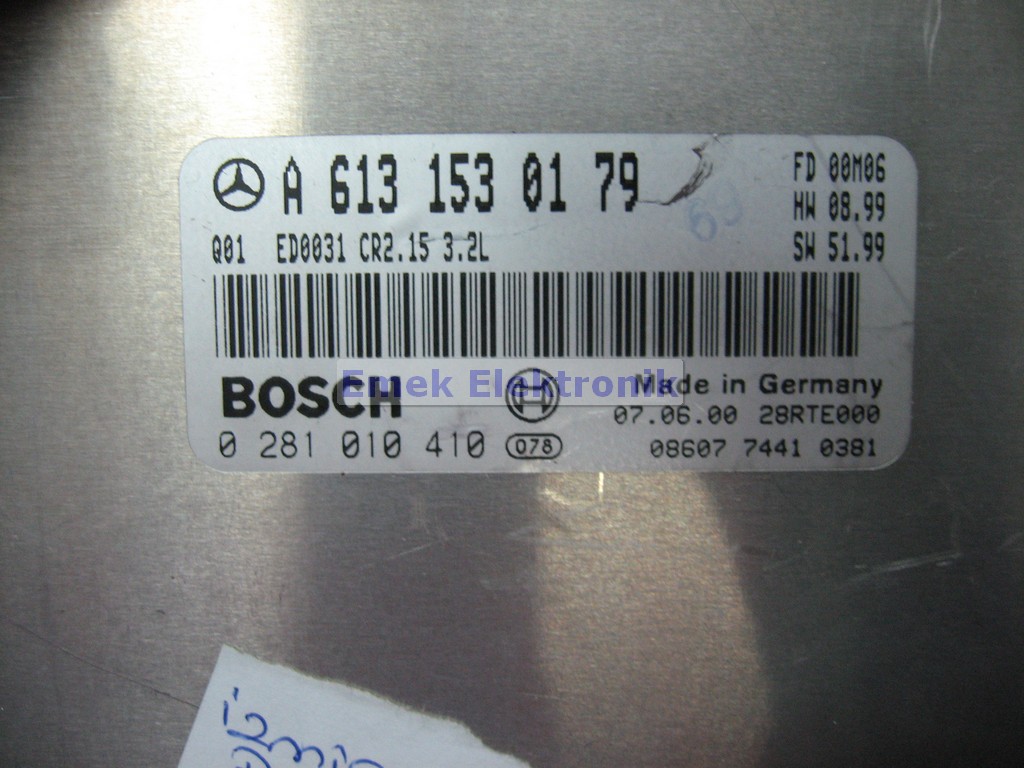 A 613 153 01 79
FD 00M06
HW 08.99
Q01 ED0031 CR2.15 3.2L
SW 51.99
69
BOSCH
Emek Elektronik
Made in Germany
07.06.00 28RTE000
0 281 010 410 078
08607 7441 0381